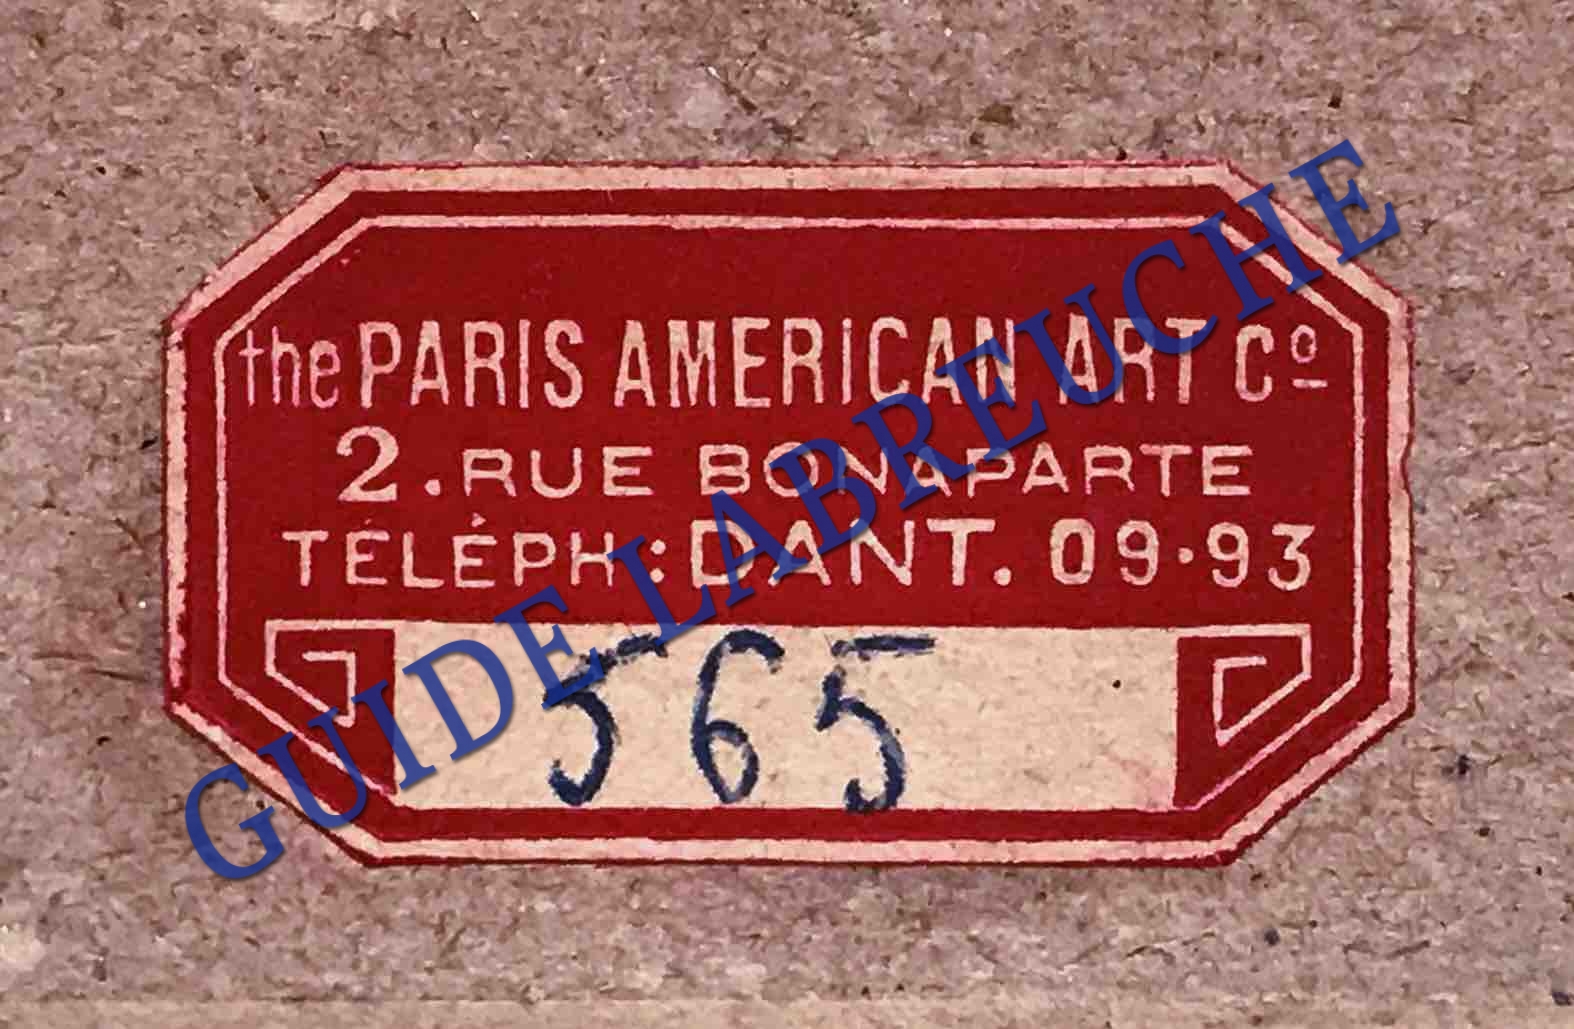 the PARIS AMERICAN ART Cº
2. RUE BONAPARTE
TÉLÉPH: DANT. 09·93
565
GUIDE LABREUCHE